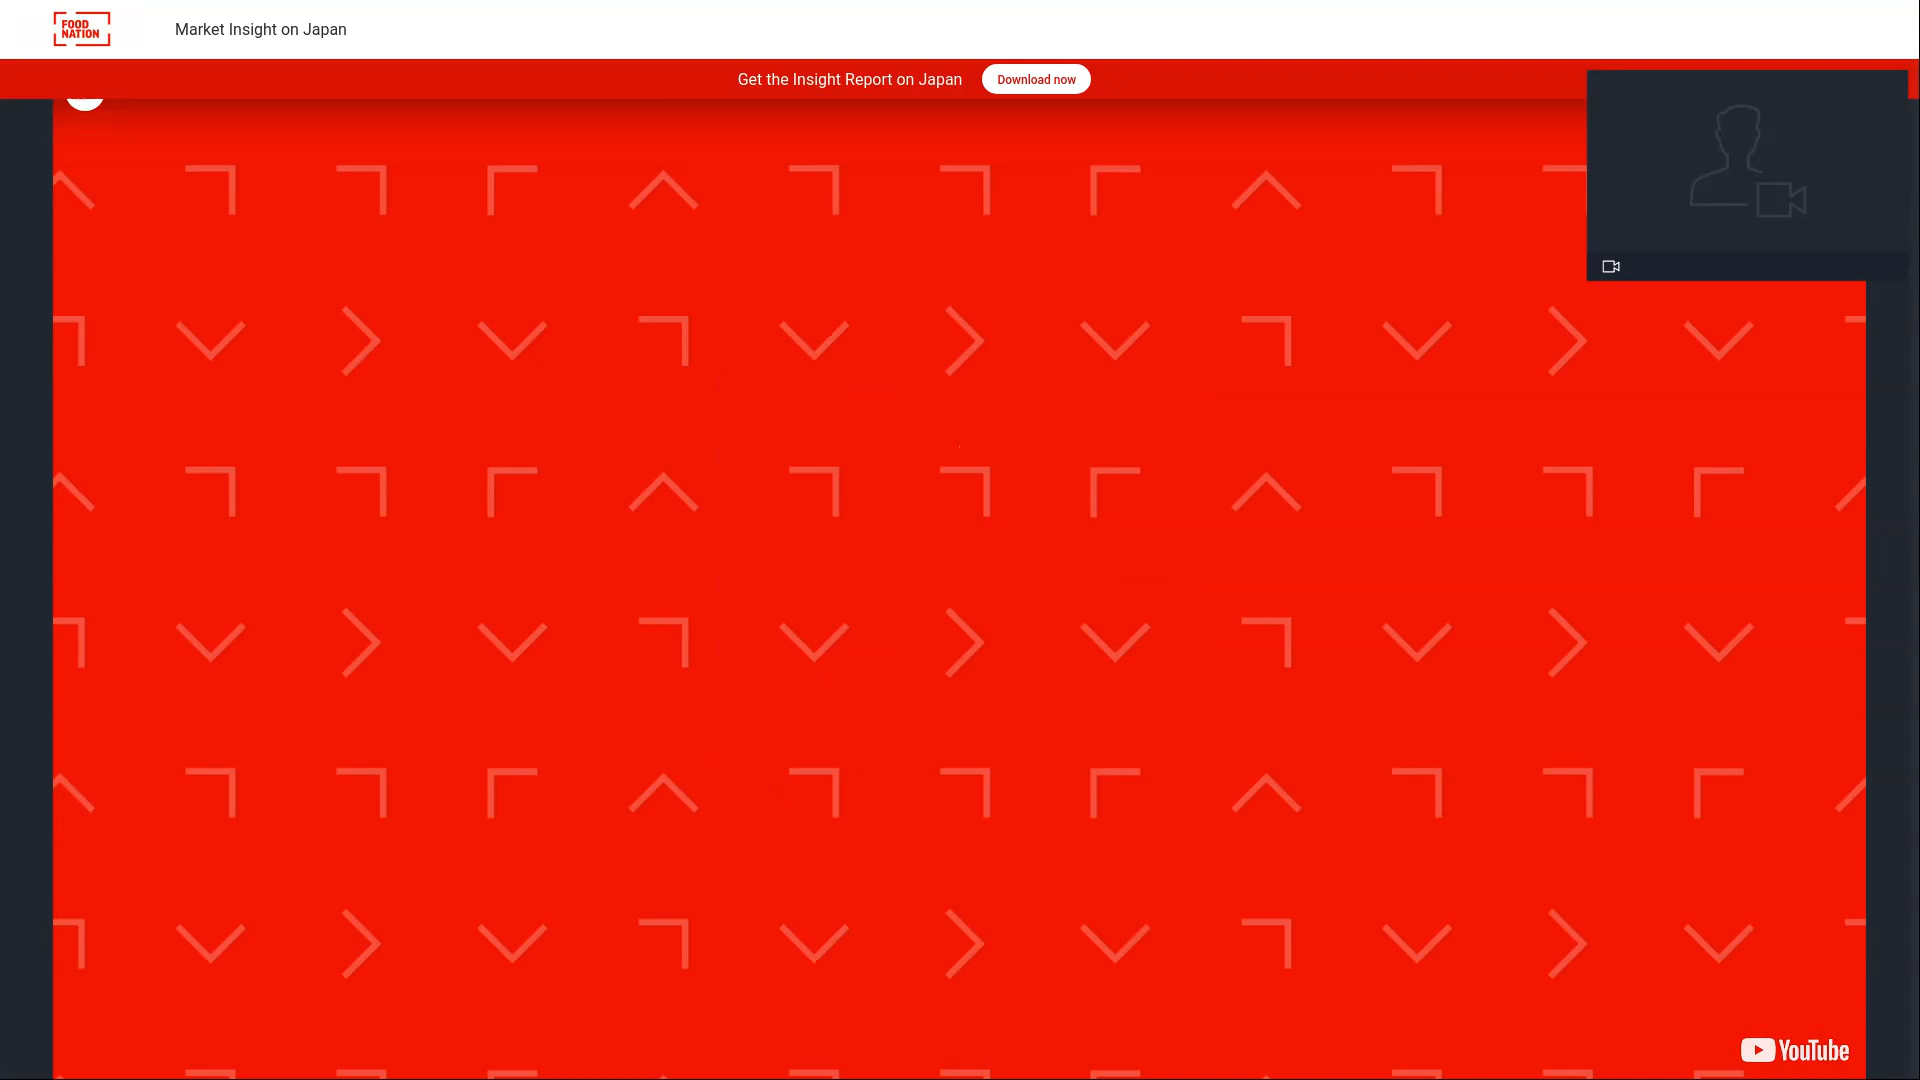 FOOD
NATION
Market Insight on Japan
Get the Insight Report on Japan
Download now
YouTube